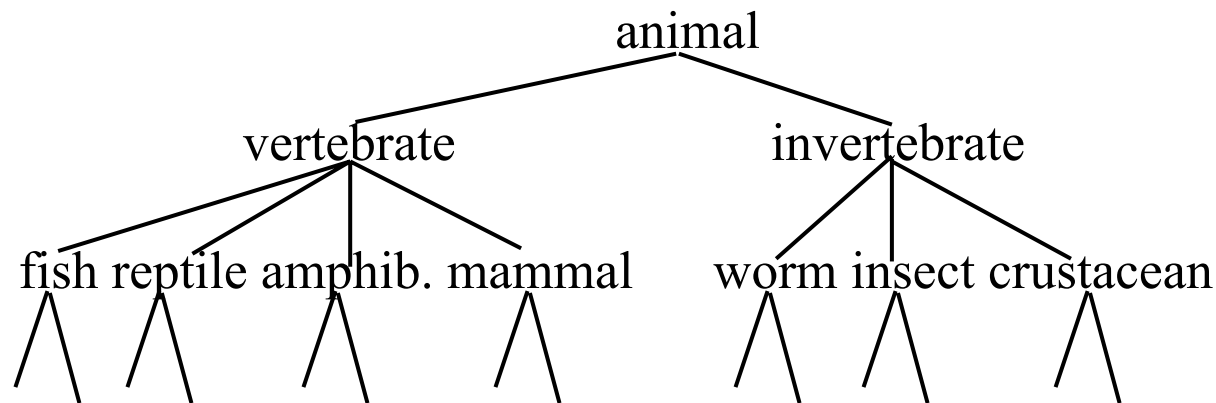 animal
vertebrate invertebrate
fish reptile amphib. mammal worm insect crustacean